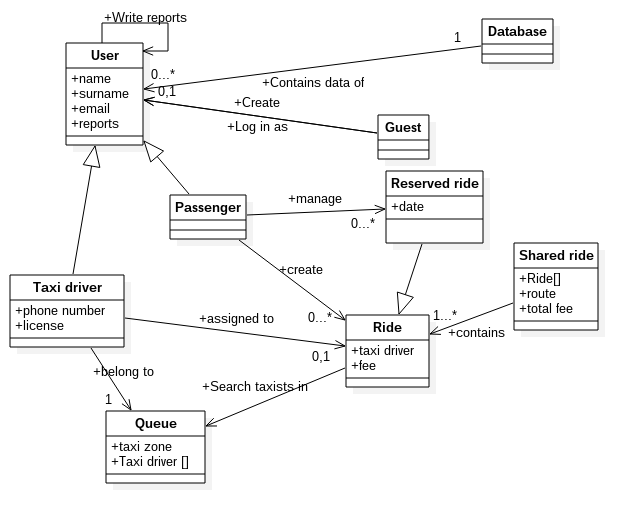 +Write reports
User
+name
+surname
+email
+reports
Database
1
0...*
+Contains data of
0,1
+Create
+Log in as
Guest
Passenger
+manage
0...*
Reserved ride
+date
+create
0...*
Shared ride
+Ride[]
+route
+total fee
1...*
+contains
Taxi driver
+phone number
+license
+assigned to
0,1
Ride
+taxi driver
+fee
+belong to
1
+Search taxists in
Queue
+taxi zone
+Taxi driver []